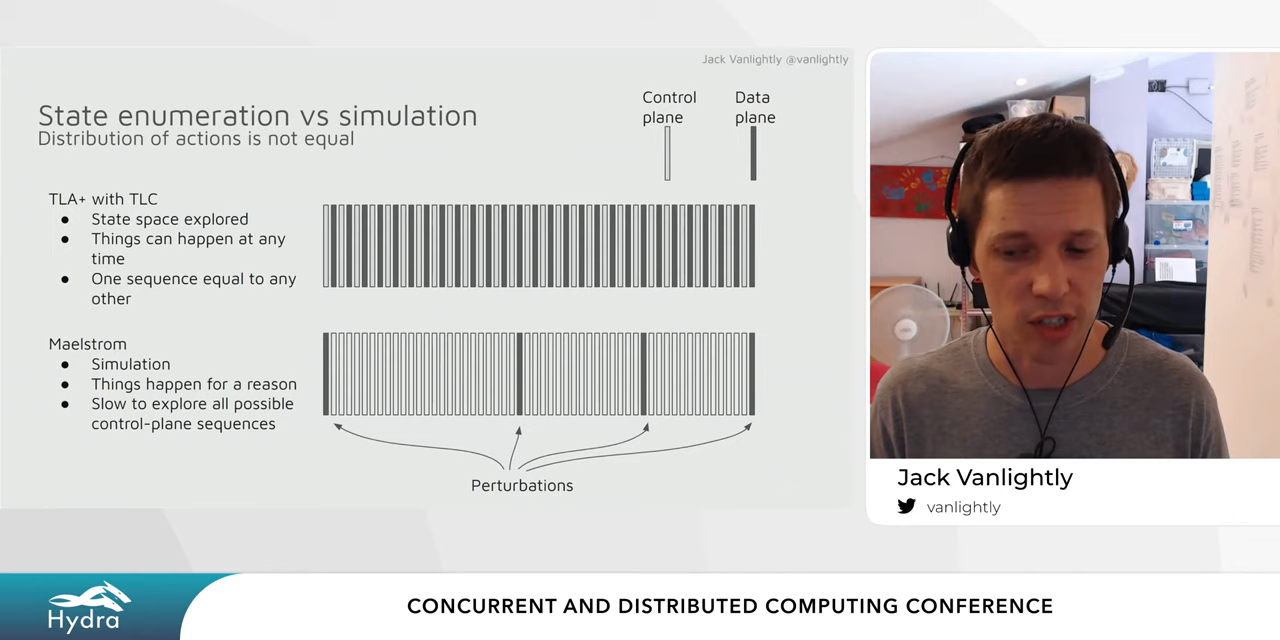 Jack Vanlightly @vanlightly
State enumeration vs simulation
Distribution of actions is not equal
Control
plane
Data
plane
TLA+ with TLC
● State space explored
● Things can happen at any
time
● One sequence equal to any
other
Maelstrom
● Simulation
● Things happen for a reason
● Slow to explore all possible
control-plane sequences
Perturbations
Jack Vanlightly
vanlightly
Hydra
CONCURRENT AND DISTRIBUTED COMPUTING CONFERENCE